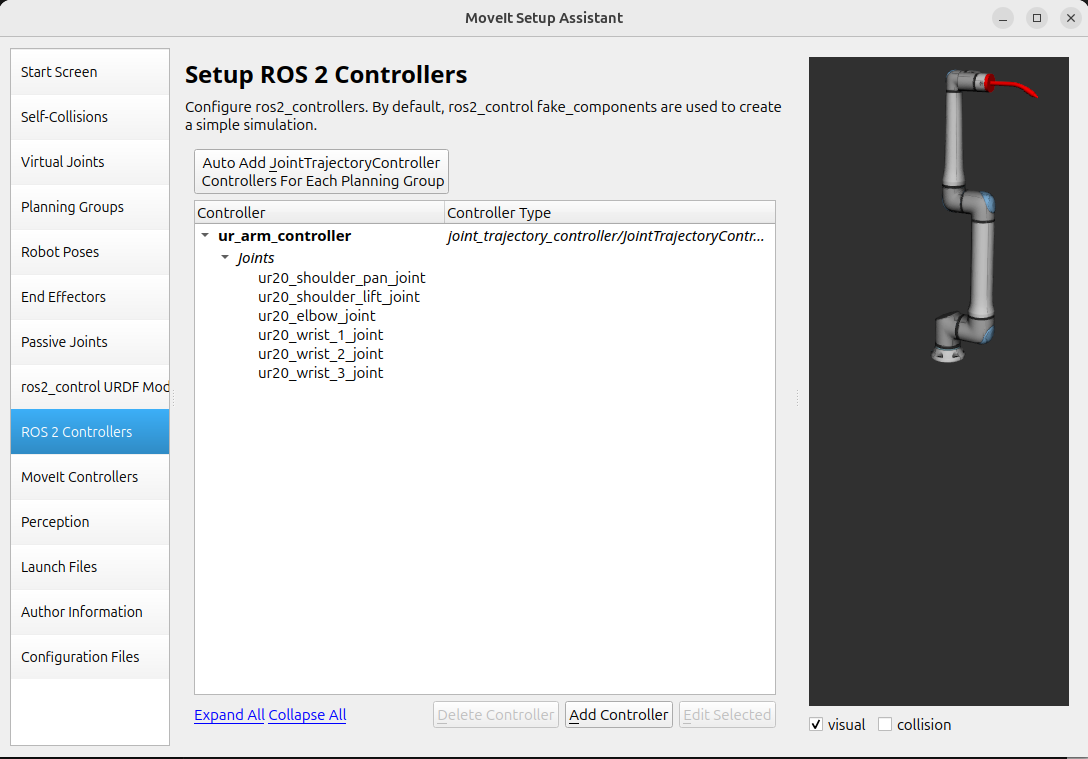 MoveIt Setup Assistant
Start Screen
Self-Collisions
Virtual Joints
Planning Groups
Robot Poses
End Effectors
Passive Joints
ros2_control URDF Mod
ROS 2 Controllers
MoveIt Controllers
Perception
Launch Files
Author Information
Configuration Files
Setup ROS 2 Controllers
Configure ros2_controllers. By default, ros2_control fake_components are used to create
a simple simulation.
Auto Add JointTrajectoryController
Controllers For Each Planning Group
Controller Controller Type
ur_arm_controller joint_trajectory_controller/JointTrajectoryContr...
Joints
ur20_shoulder_pan_joint
ur20_shoulder_lift_joint
ur20_elbow_joint
ur20_wrist_1_joint
ur20_wrist_2_joint
ur20_wrist_3_joint
Expand All Collapse All Delete Controller Add Controller Edit Selected
visual collision